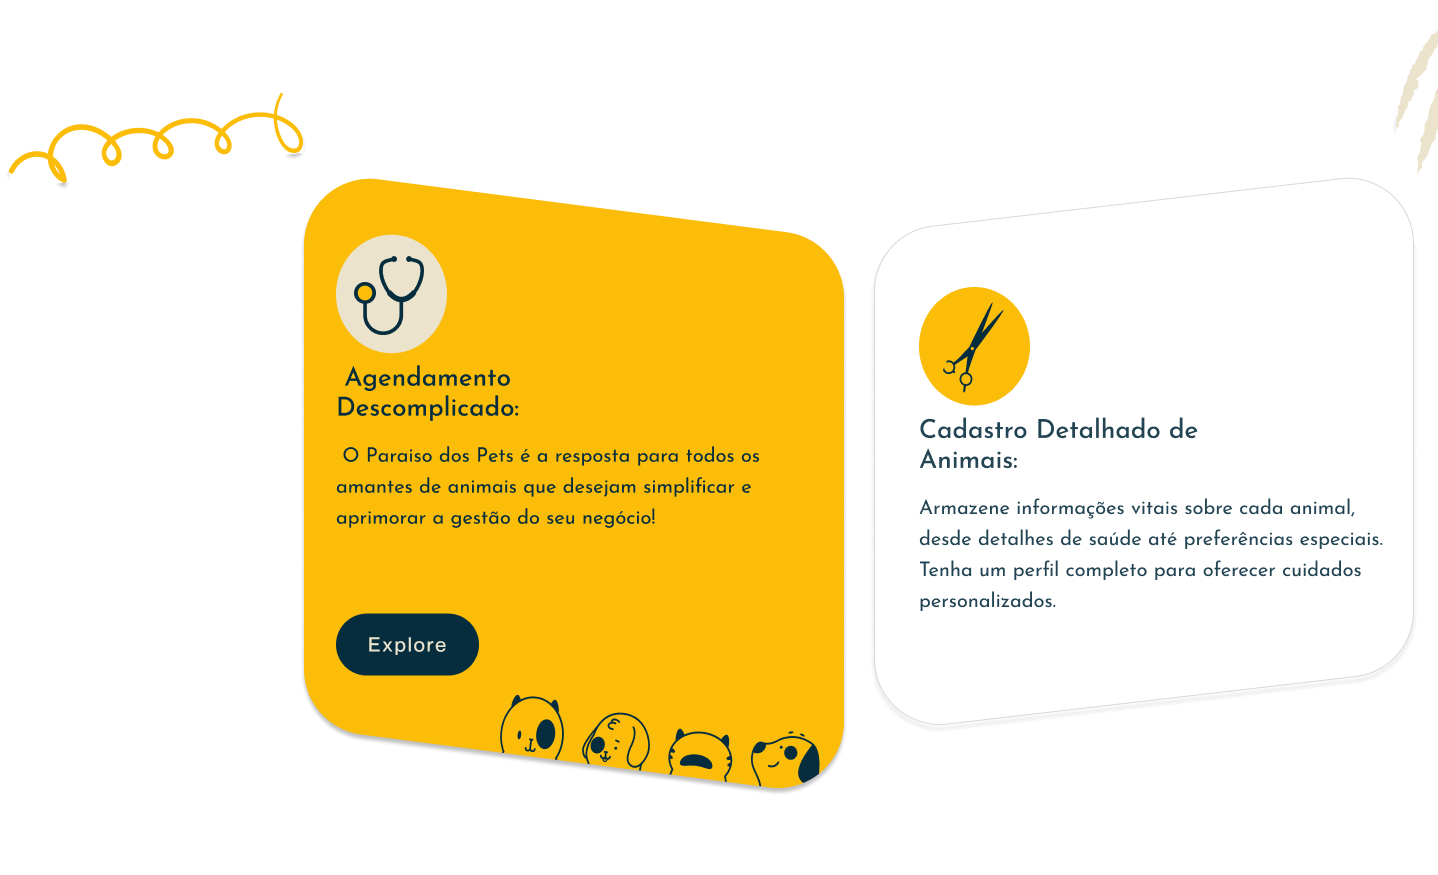 Agendamento
Descomplicado:
O Paraiso dos Pets é a resposta para todos os
amantes de animais que desejam simplificar e
aprimorar a gestão do seu negócio!
Explore
Cadastro Detalhado de
Animais:
Armazene informações vitais sobre cada animal,
desde detalhes de saúde até preferências especiais.
Tenha um perfil completo para oferecer cuidados
personalizados.